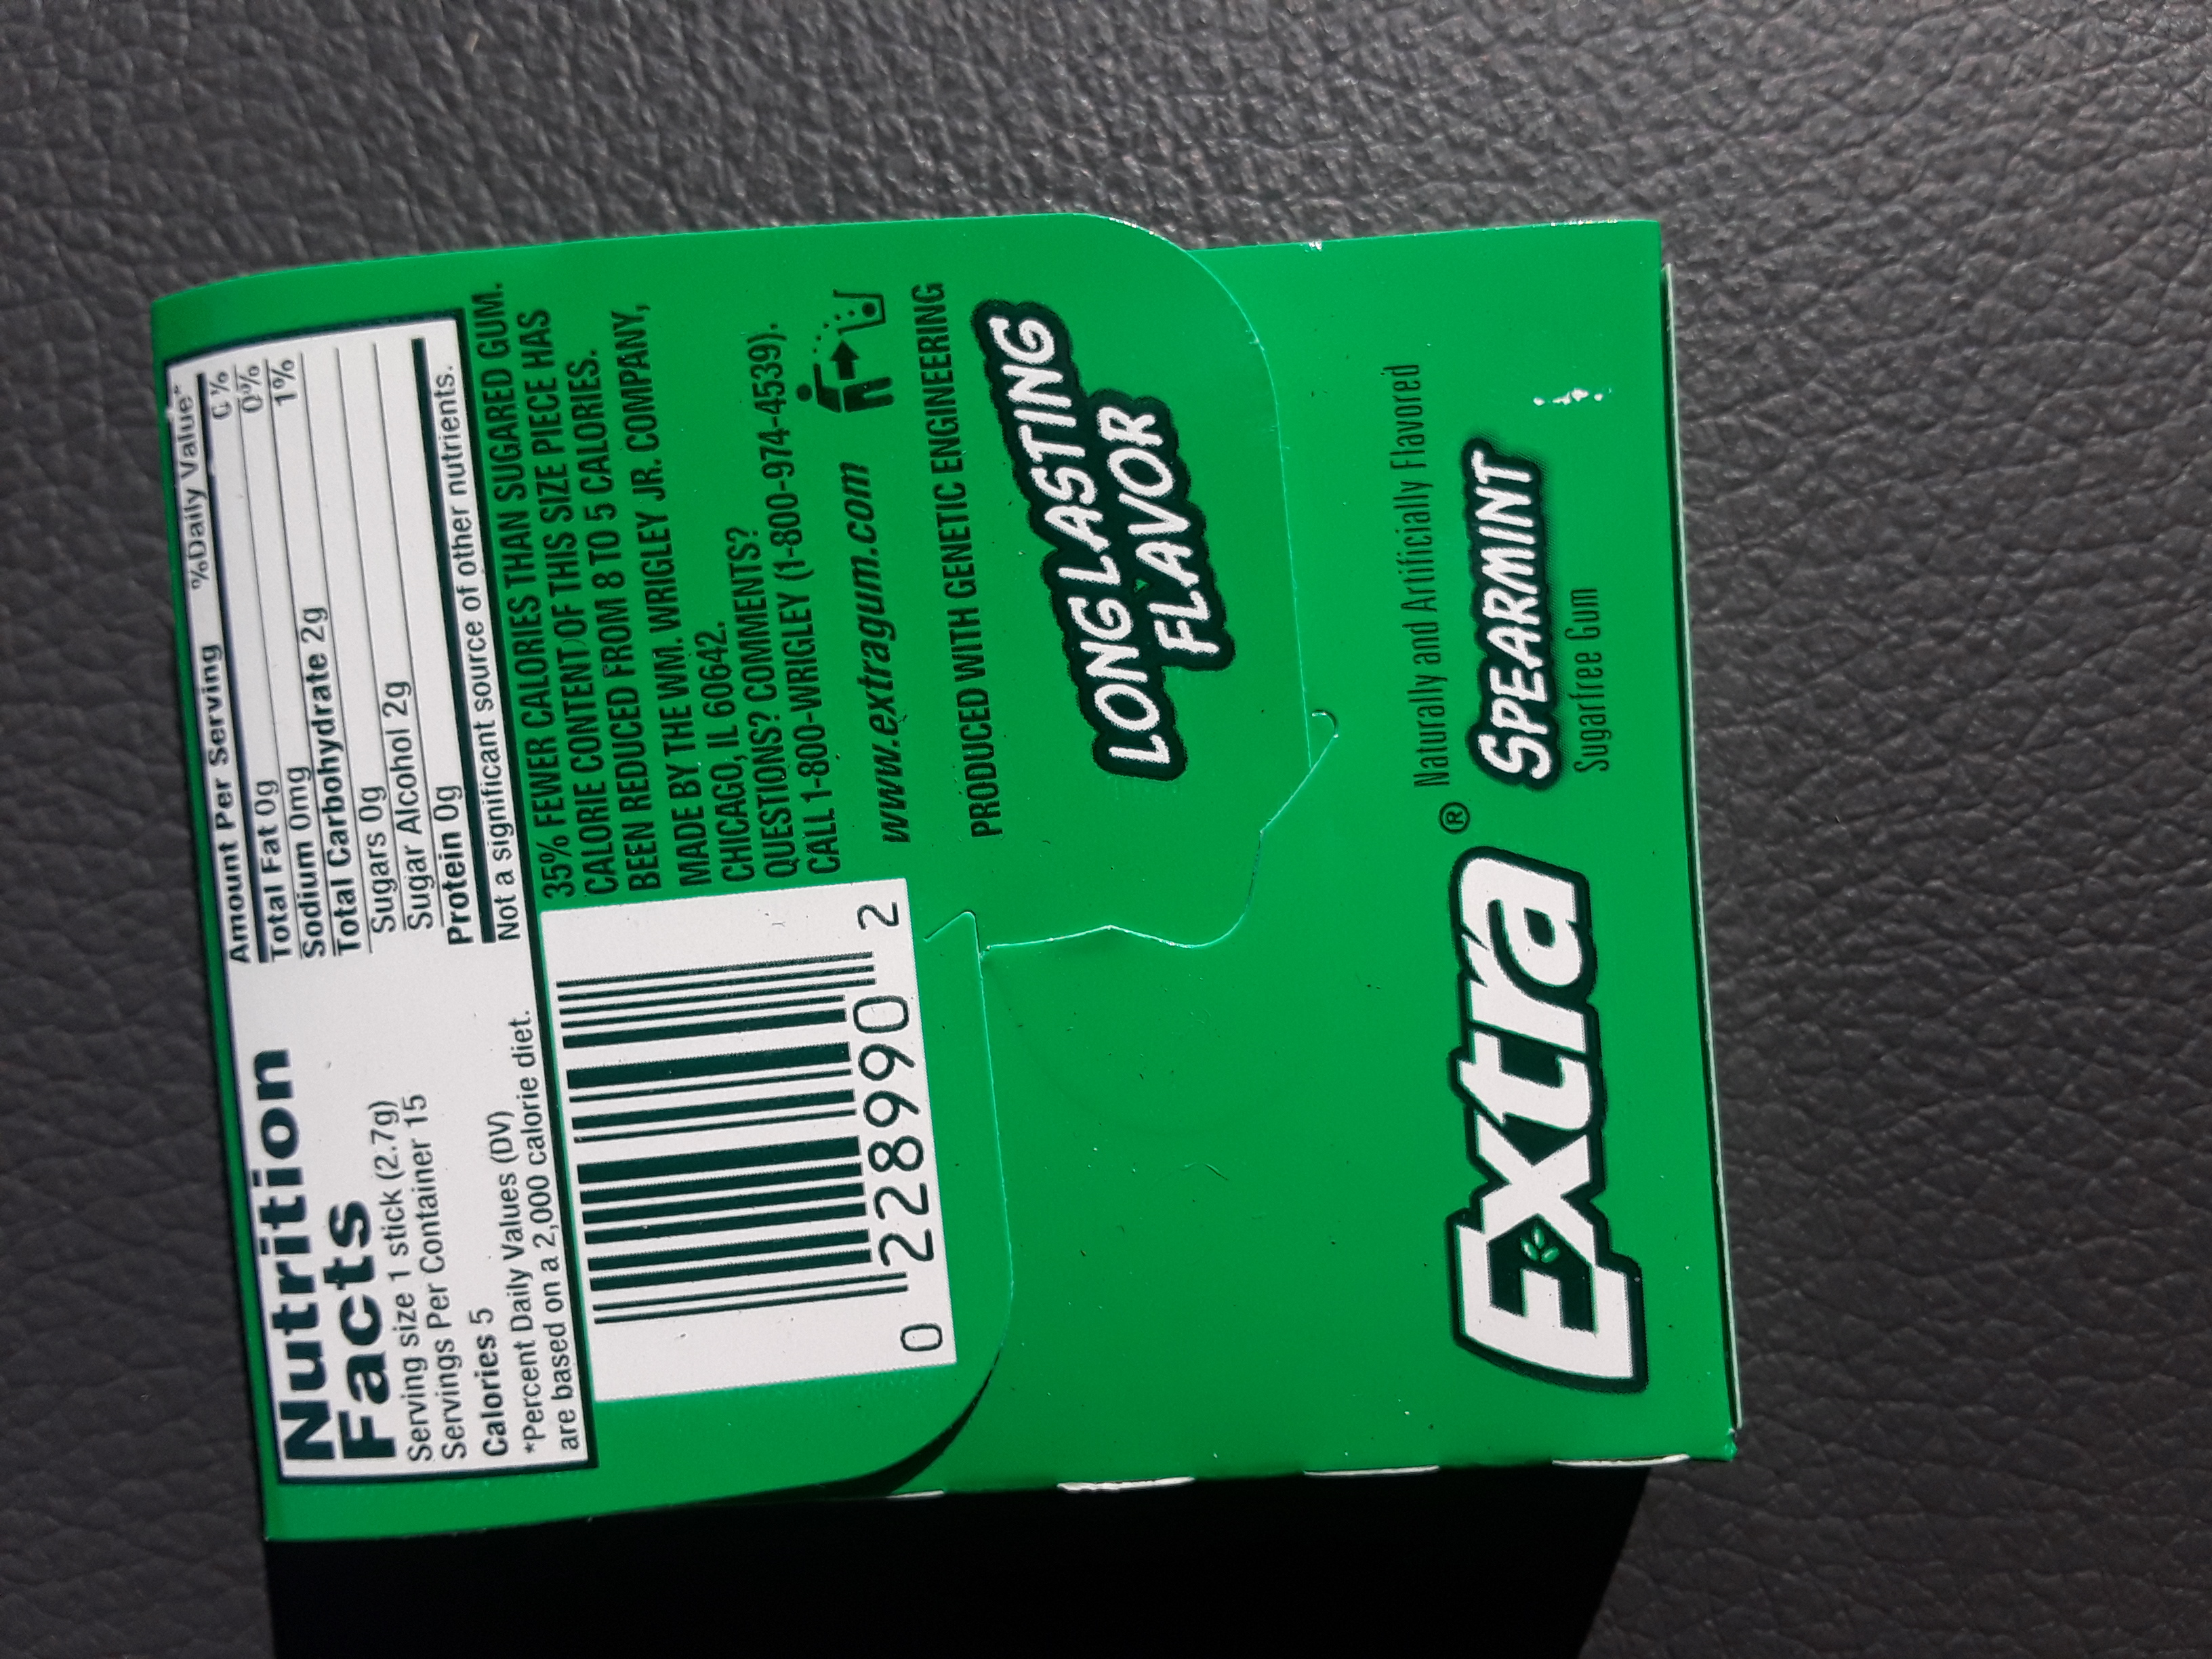 Nutrition
Facts
Serving size 1 stick (2.7g)
Servings Per Container 15
Calories 5
*Percent Daily Values (DV)
are based on a 2,000 calorie diet.
Amount Per Serving %Daily Value*
Total Fat 0g 0%
Sodium 0mg 0%
Total Carbohydrate 2g 1%
Sugars 0g
Sugar Alcohol 2g
Protein 0g
Not a significant source of other nutrients.
0 228990 2
35% FEWER CALORIES THAN SUGARED GUM.
CALORIE CONTENT OF THIS SIZE PIECE HAS
BEEN REDUCED FROM 8 TO 5 CALORIES.
MADE BY THE WM. WRIGLEY JR. COMPANY,
CHICAGO, IL 60642.
QUESTIONS? COMMENTS?
CALL 1-800-WRIGLEY (1-800-974-4539).
www.extragum.com
PRODUCED WITH GENETIC ENGINEERING
LONG LASTING
FLAVOR
Extra®
Naturally and Artificially Flavored
SPEARMINT
Sugarfree Gum